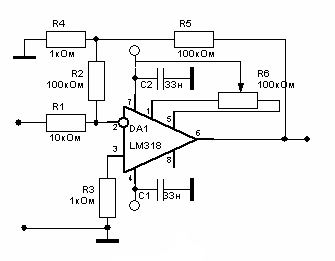 R4
1кОм
R5
100кОм
R2
100кОм
C2
33н
R6
100кОм
R1
10кОм
7
1
5
2
DA1
LM318
6
3
8
4
R3
1кОм
C1
33н